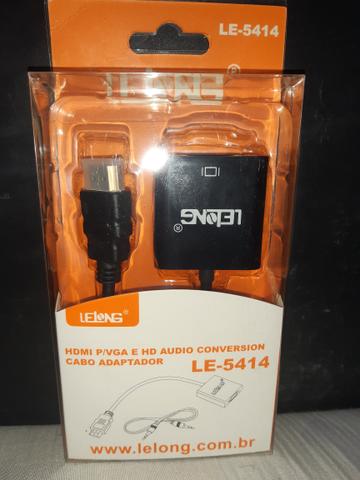 LE-5414
LELONG®
LELONG®
LELONG®
HDMI P/VGA E HD AUDIO CONVERSION
CABO ADAPTADOR LE-5414
www.lelong.com.br